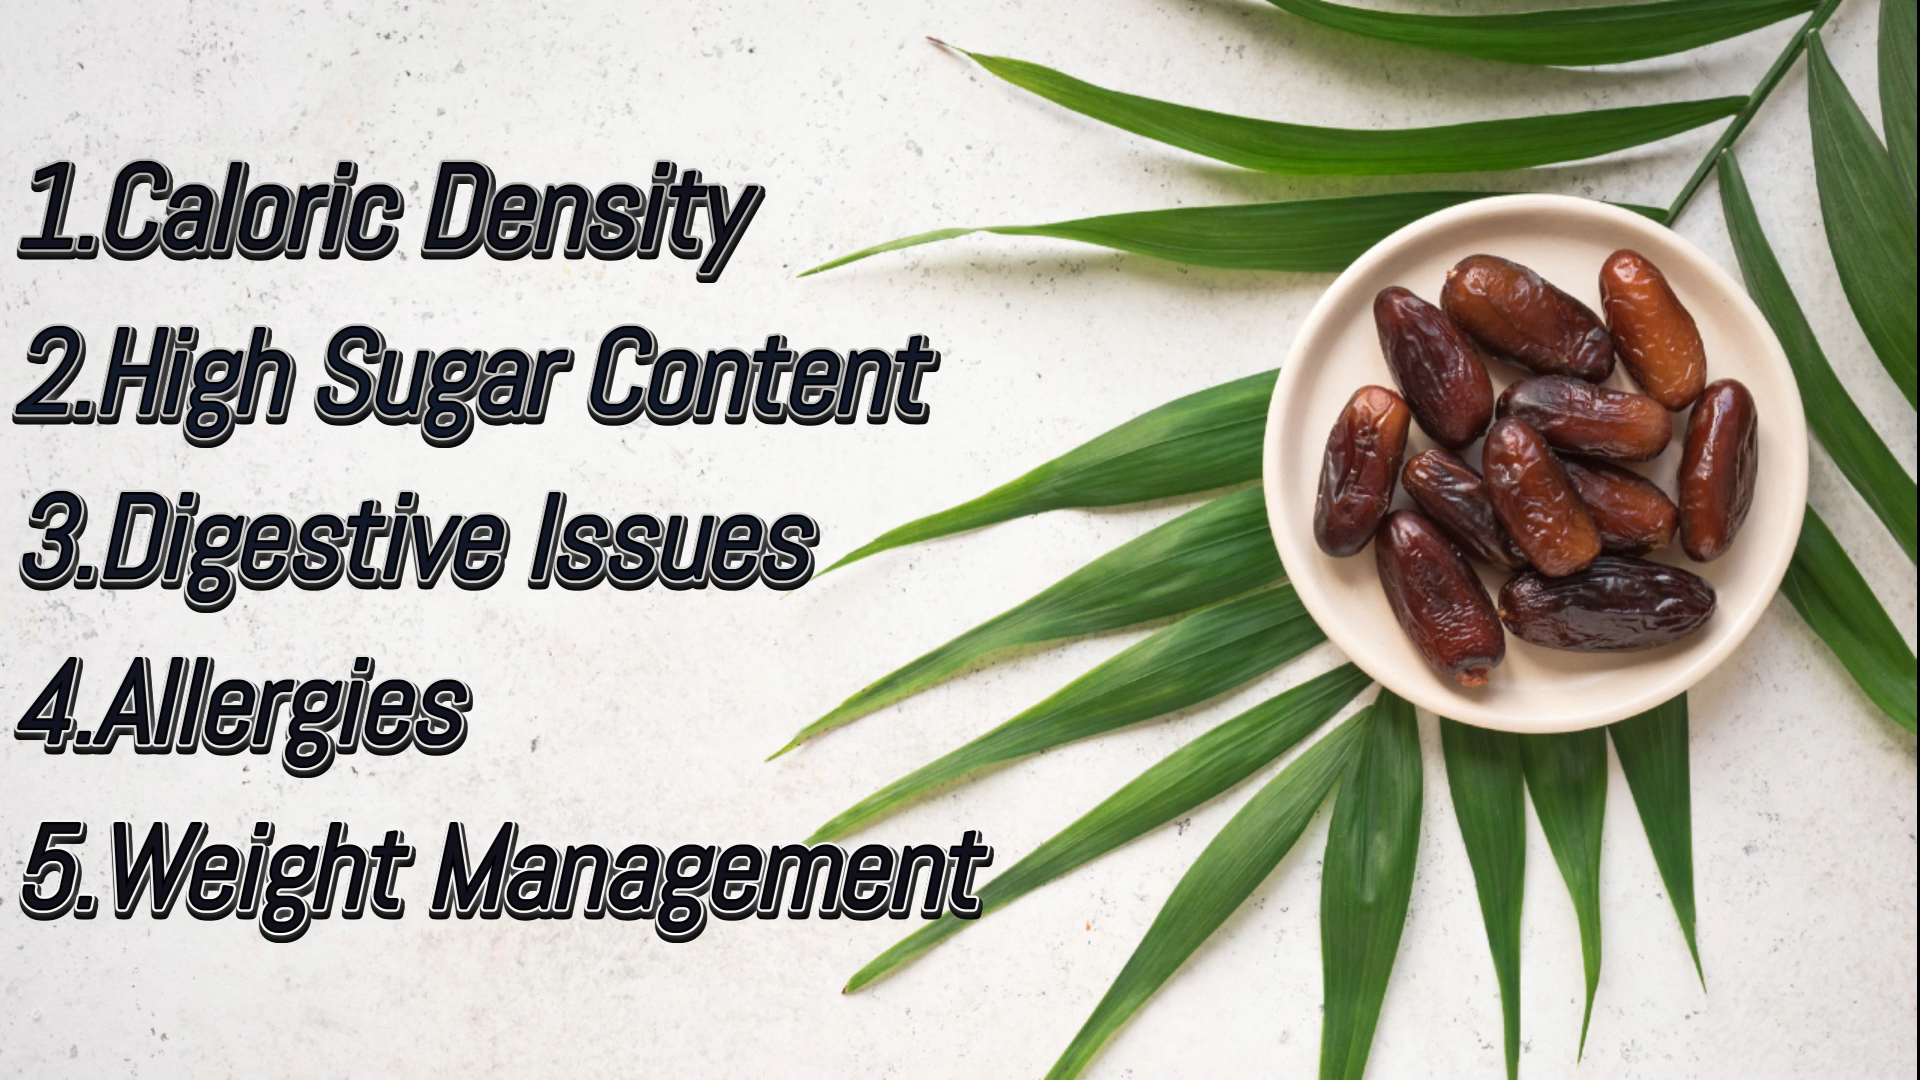 1.Caloric Density
2.High Sugar Content
3.Digestive Issues
4.Allergies
5.Weight Management